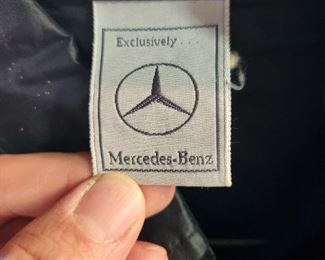 Exclusively . . .
Mercedes-Benz